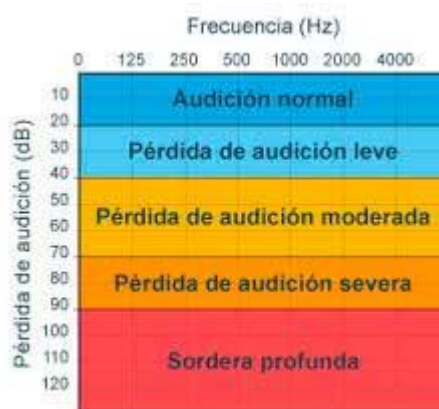 Frecuencia (Hz)
0 125 250 500 1000 2000 4000
Pérdida de audición (dB)
10
20
30
40
50
60
70
80
90
100
110
120
Audición normal
Pérdida de audición leve
Pérdida de audición moderada
Pérdida de audición severa
Sordera profunda